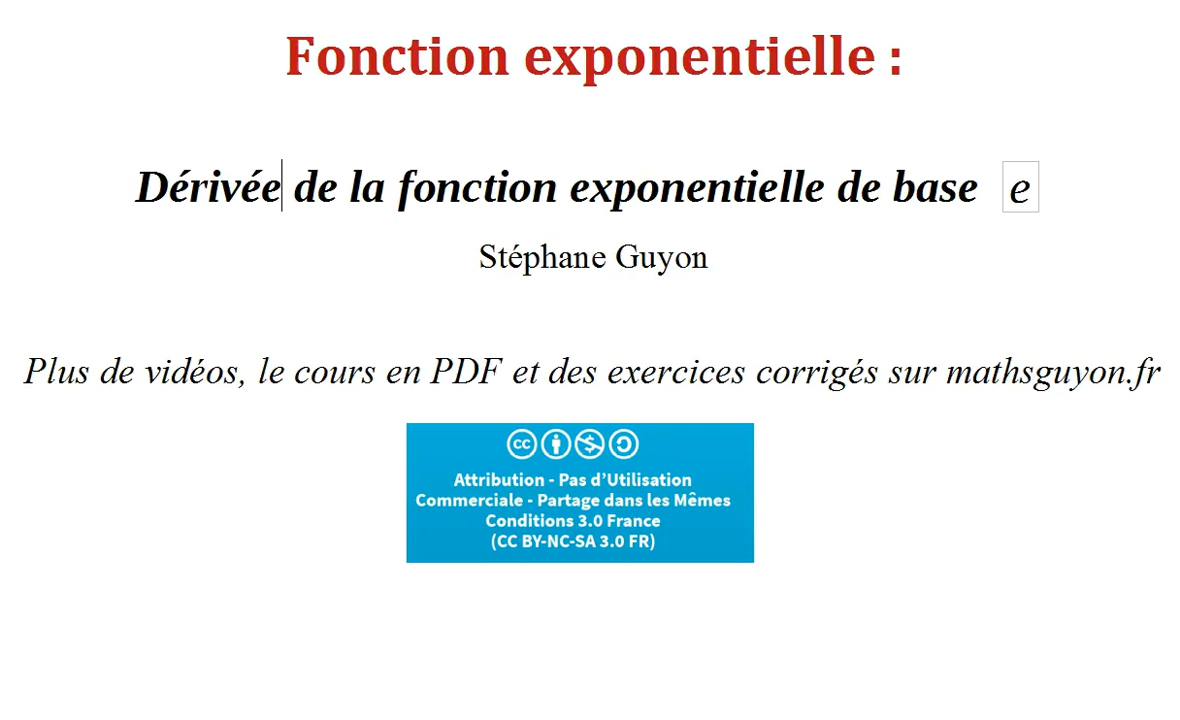 Fonction exponentielle :
Dérivée de la fonction exponentielle de base e
Stéphane Guyon
Plus de vidéos, le cours en PDF et des exercices corrigés sur mathsguyon.fr
Attribution - Pas d’Utilisation
Commerciale - Partage dans les Mêmes
Conditions 3.0 France
(CC BY-NC-SA 3.0 FR)